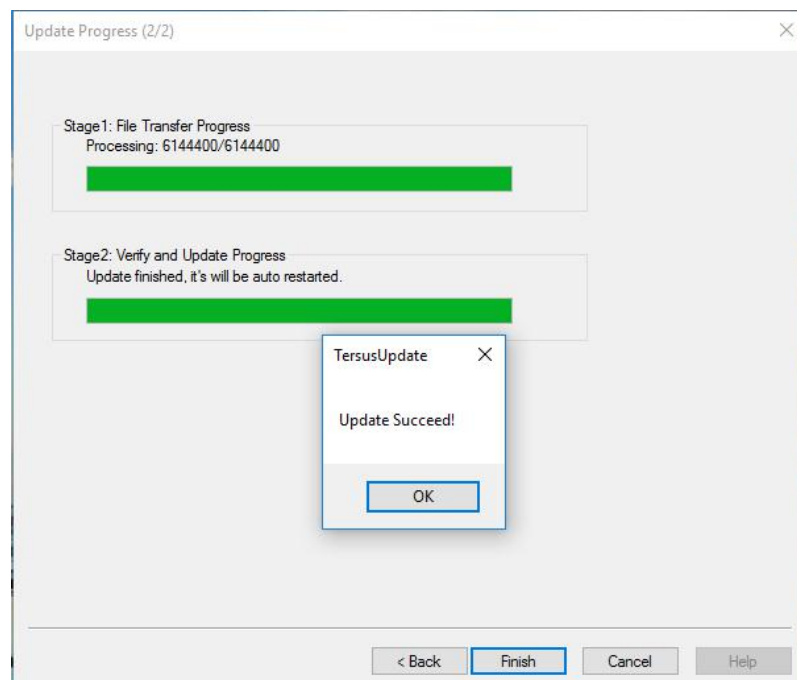 Update Progress (2/2)
Stage1: File Transfer Progress
Processing: 6144400/6144400
Stage2: Verify and Update Progress
Update finished, it's will be auto restarted.
TersusUpdate
Update Succeed!
OK
< Back
Finish
Cancel
Help